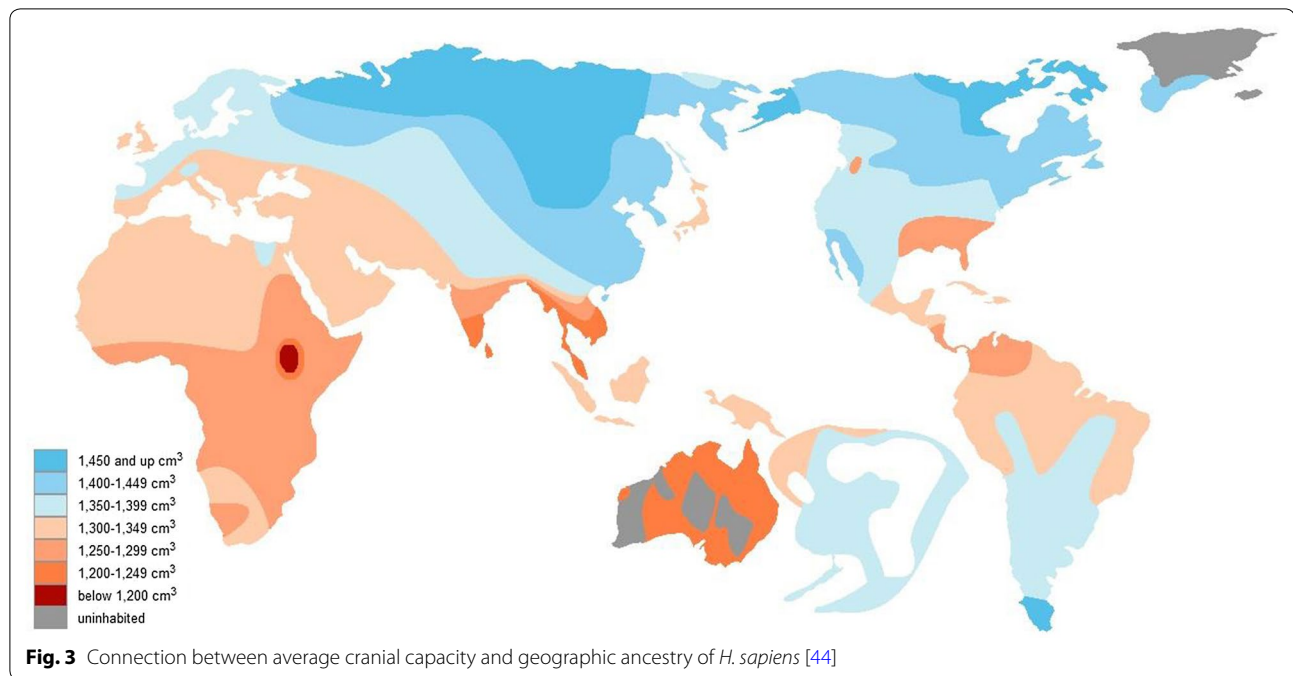 1,450 and up cm³
1,400-1,449 cm³
1,350-1,399 cm³
1,300-1,349 cm³
1,250-1,299 cm³
1,200-1,249 cm³
below 1,200 cm³
uninhabited
Fig. 3 Connection between average cranial capacity and geographic ancestry of H. sapiens [44]